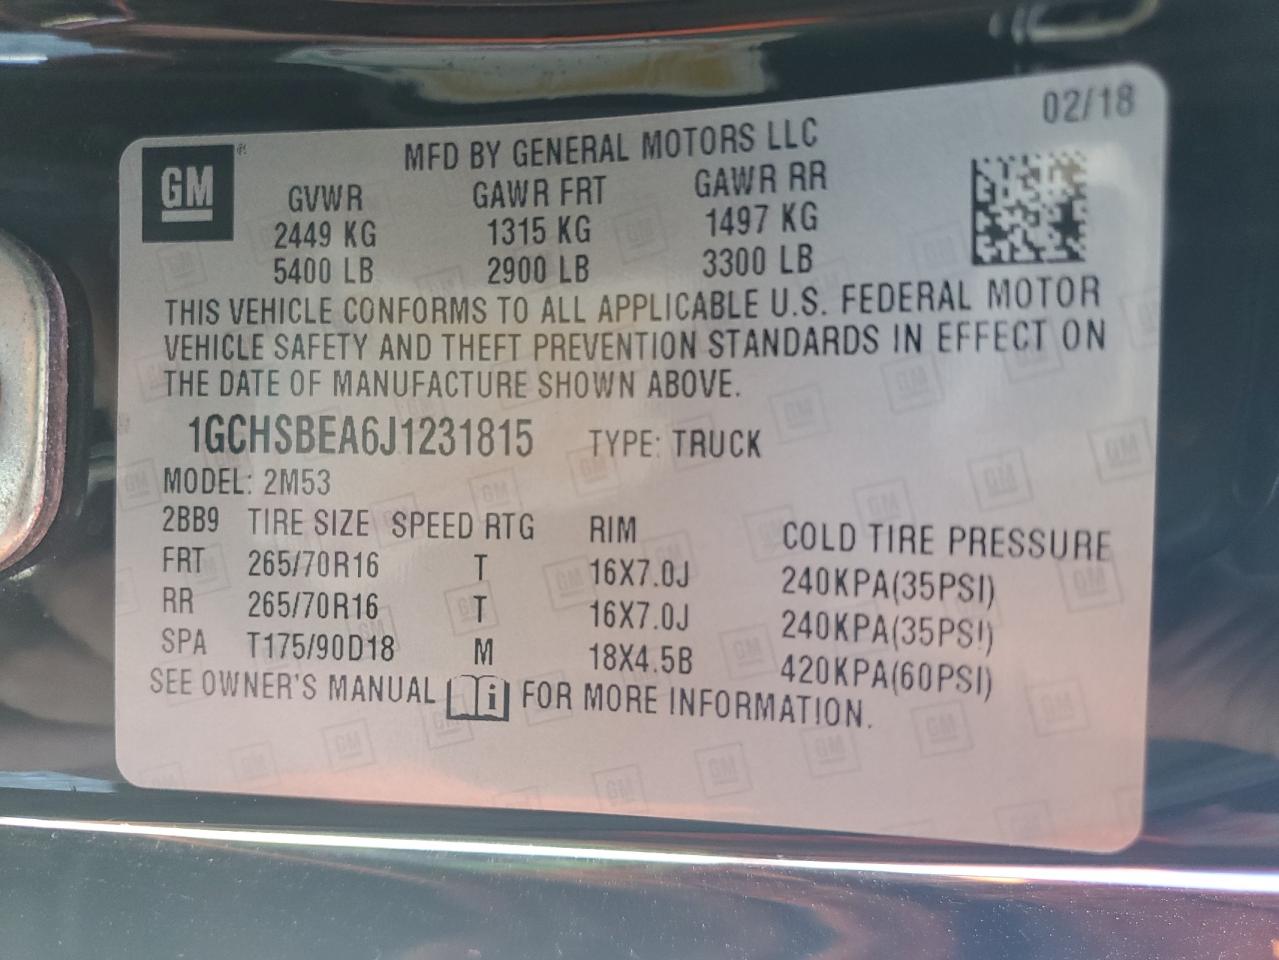 02/18
GM
MFD BY GENERAL MOTORS LLC
GVWR GAWR FRT GAWR RR
2449 KG 1315 KG 1497 KG
5400 LB 2900 LB 3300 LB
THIS VEHICLE CONFORMS TO ALL APPLICABLE U.S. FEDERAL MOTOR
VEHICLE SAFETY AND THEFT PREVENTION STANDARDS IN EFFECT ON
THE DATE OF MANUFACTURE SHOWN ABOVE.
1GCHSBEA6J1231815 TYPE: TRUCK
MODEL: 2M53
2BB9 TIRE SIZE SPEED RTG RIM COLD TIRE PRESSURE
FRT 265/70R16 T 16X7.0J 240KPA(35PSI)
RR 265/70R16 T 16X7.0J 240KPA(35PSI)
SPA T175/90D18 M 18X4.5B 420KPA(60PSI)
SEE OWNER'S MANUAL i FOR MORE INFORMATION.